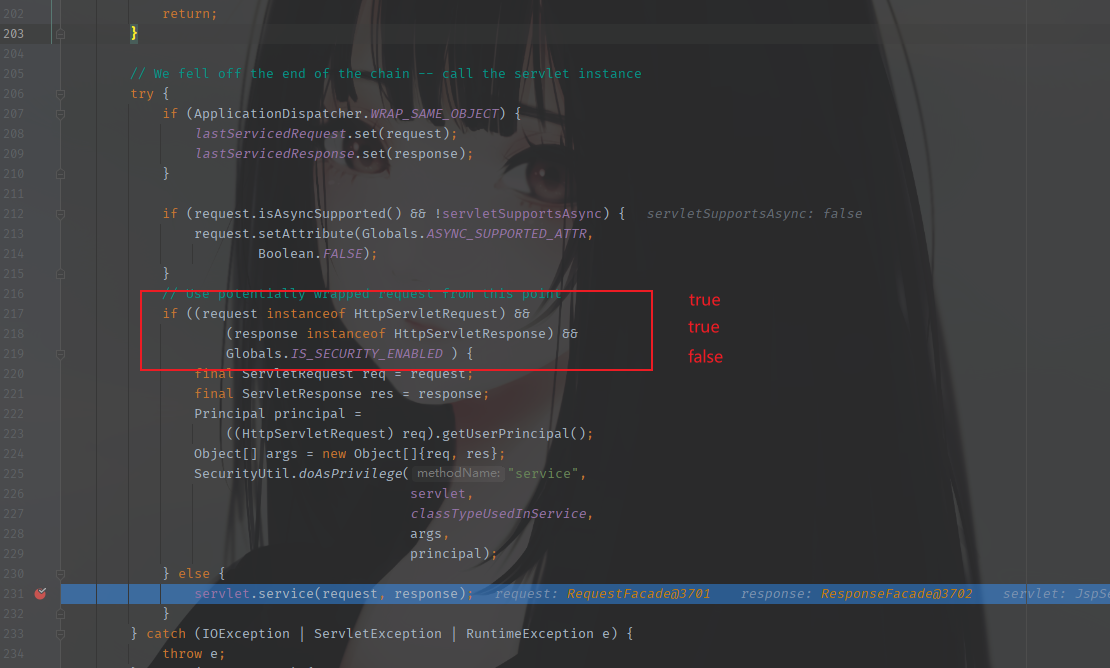 202 return;
203 }
204
205 // We fell off the end of the chain -- call the servlet instance
206 try {
207 if (ApplicationDispatcher.WRAP_SAME_OBJECT) {
208 lastServicedRequest.set(request);
209 lastServicedResponse.set(response);
210 }
211
212 if (request.isAsyncSupported() && !servletSupportsAsync) { servletSupportsAsync: false
213 request.setAttribute(Globals.ASYNC_SUPPORTED_ATTR,
214 Boolean.FALSE);
215 }
216 // Use potentially wrapped request from this point
217 if ((request instanceof HttpServletRequest) && true
218 (response instanceof HttpServletResponse) && true
219 Globals.IS_SECURITY_ENABLED ) { false
220 final ServletRequest req = request;
221 final ServletResponse res = response;
222 Principal principal =
223 ((HttpServletRequest) req).getUserPrincipal();
224 Object[] args = new Object[]{req, res};
225 SecurityUtil.doAsPrivilege( methodName: "service",
226 servlet,
227 classTypeUsedInService,
228 args,
229 principal);
230 } else {
231 servlet.service(request, response); request: RequestFacade@3701 response: ResponseFacade@3702 servlet: JspSe
232 }
233 } catch (IOException | ServletException | RuntimeException e) {
234 throw e;